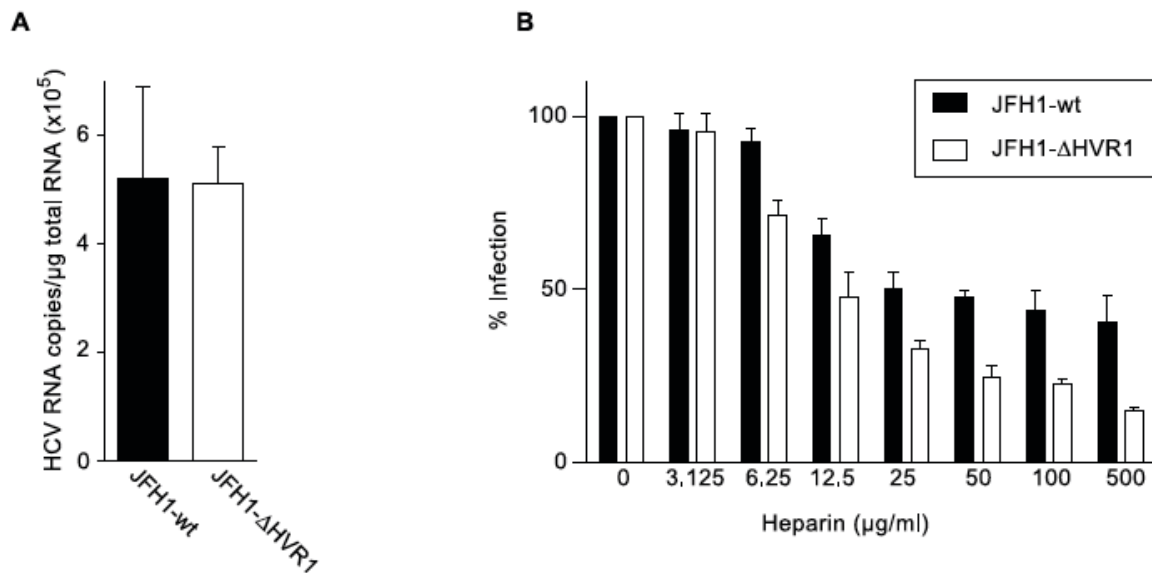 A
HCV RNA copies/µg total RNA (x10⁵)
6
4
2
0
JFH1-wt
JFH1-ΔHVR1
B
% Infection
100
50
0
JFH1-wt
JFH1-ΔHVR1
0 3.125 6.25 12.5 25 50 100 500
Heparin (µg/ml)